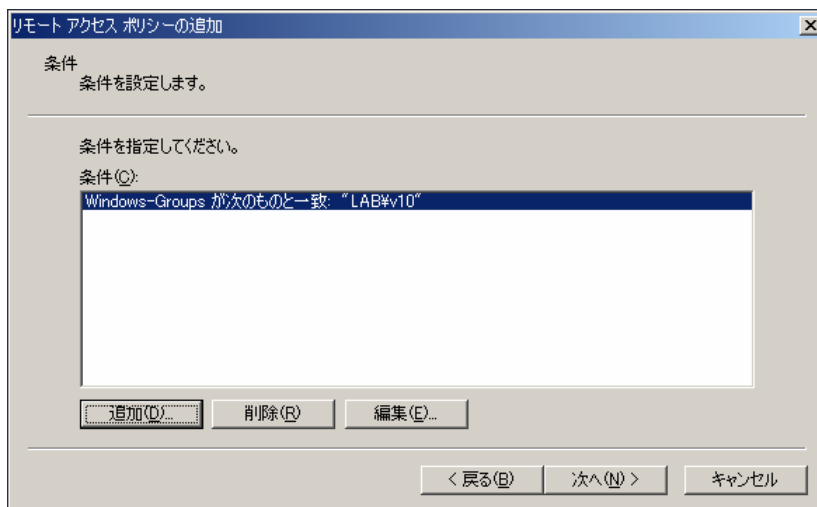 リモート アクセス ポリシーの追加
条件
条件を設定します。
条件を指定してください。
条件(C):
Windows-Groups が次のものと一致: "LAB¥v10"
追加(D)... 削除(R) 編集(E)...
< 戻る(B) 次へ(N) > キャンセル